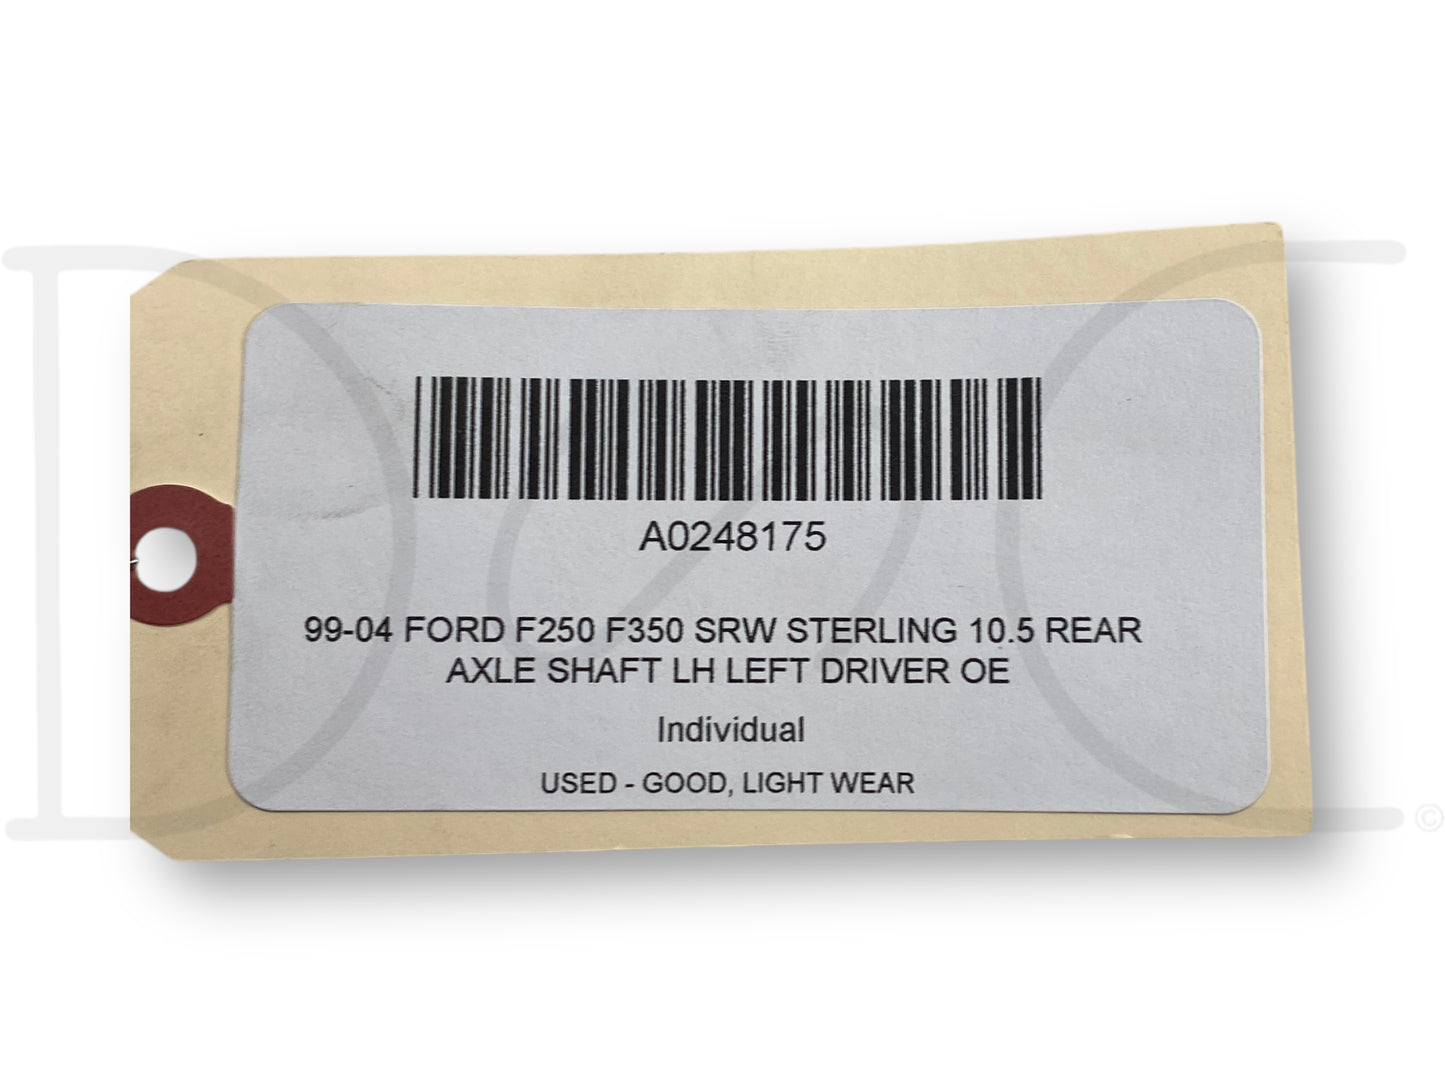 A0248175
99-04 FORD F250 F350 SRW STERLING 10.5 REAR
AXLE SHAFT LH LEFT DRIVER OE
Individual
USED - GOOD, LIGHT WEAR
©